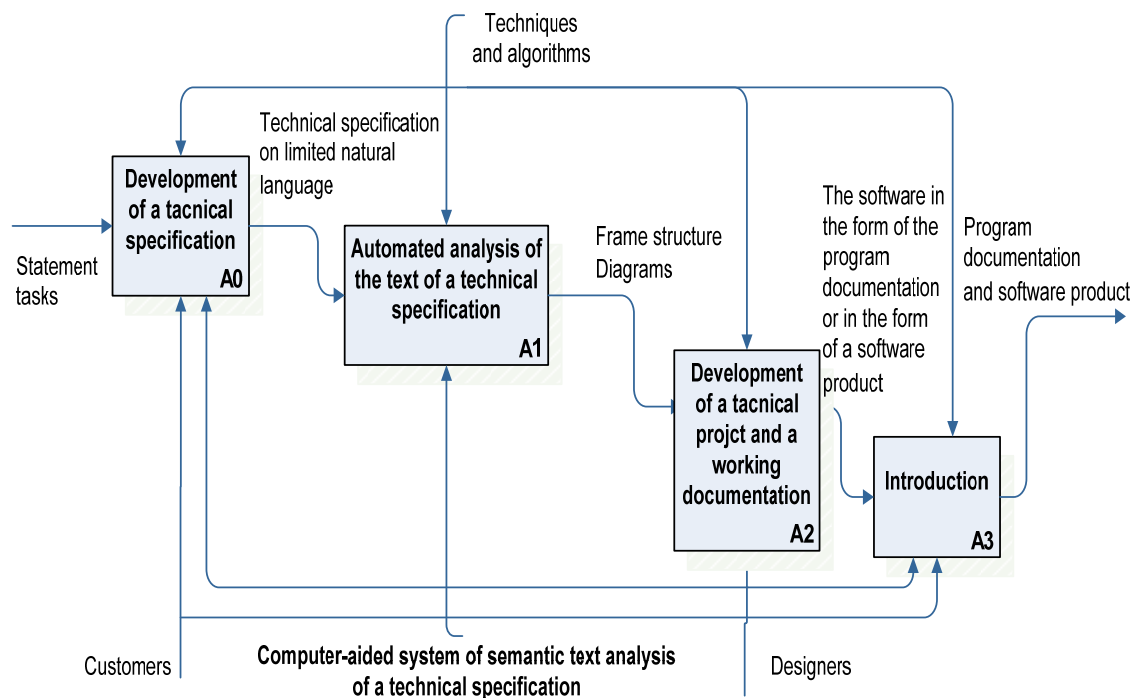 Techniques
and algorithms
Technical specification
on limited natural
language
Development
of a tacnical
specification
A0
Statement
tasks
Automated analysis of
the text of a technical
specification
A1
Frame structure
Diagrams
The software in
the form of the
program
documentation
or in the form
of a software
product
Program
documentation
and software product
Development
of a tacnical
projct and a
working
documentation
A2
Introduction
A3
Customers
Computer-aided system of semantic text analysis
of a technical specification
Designers